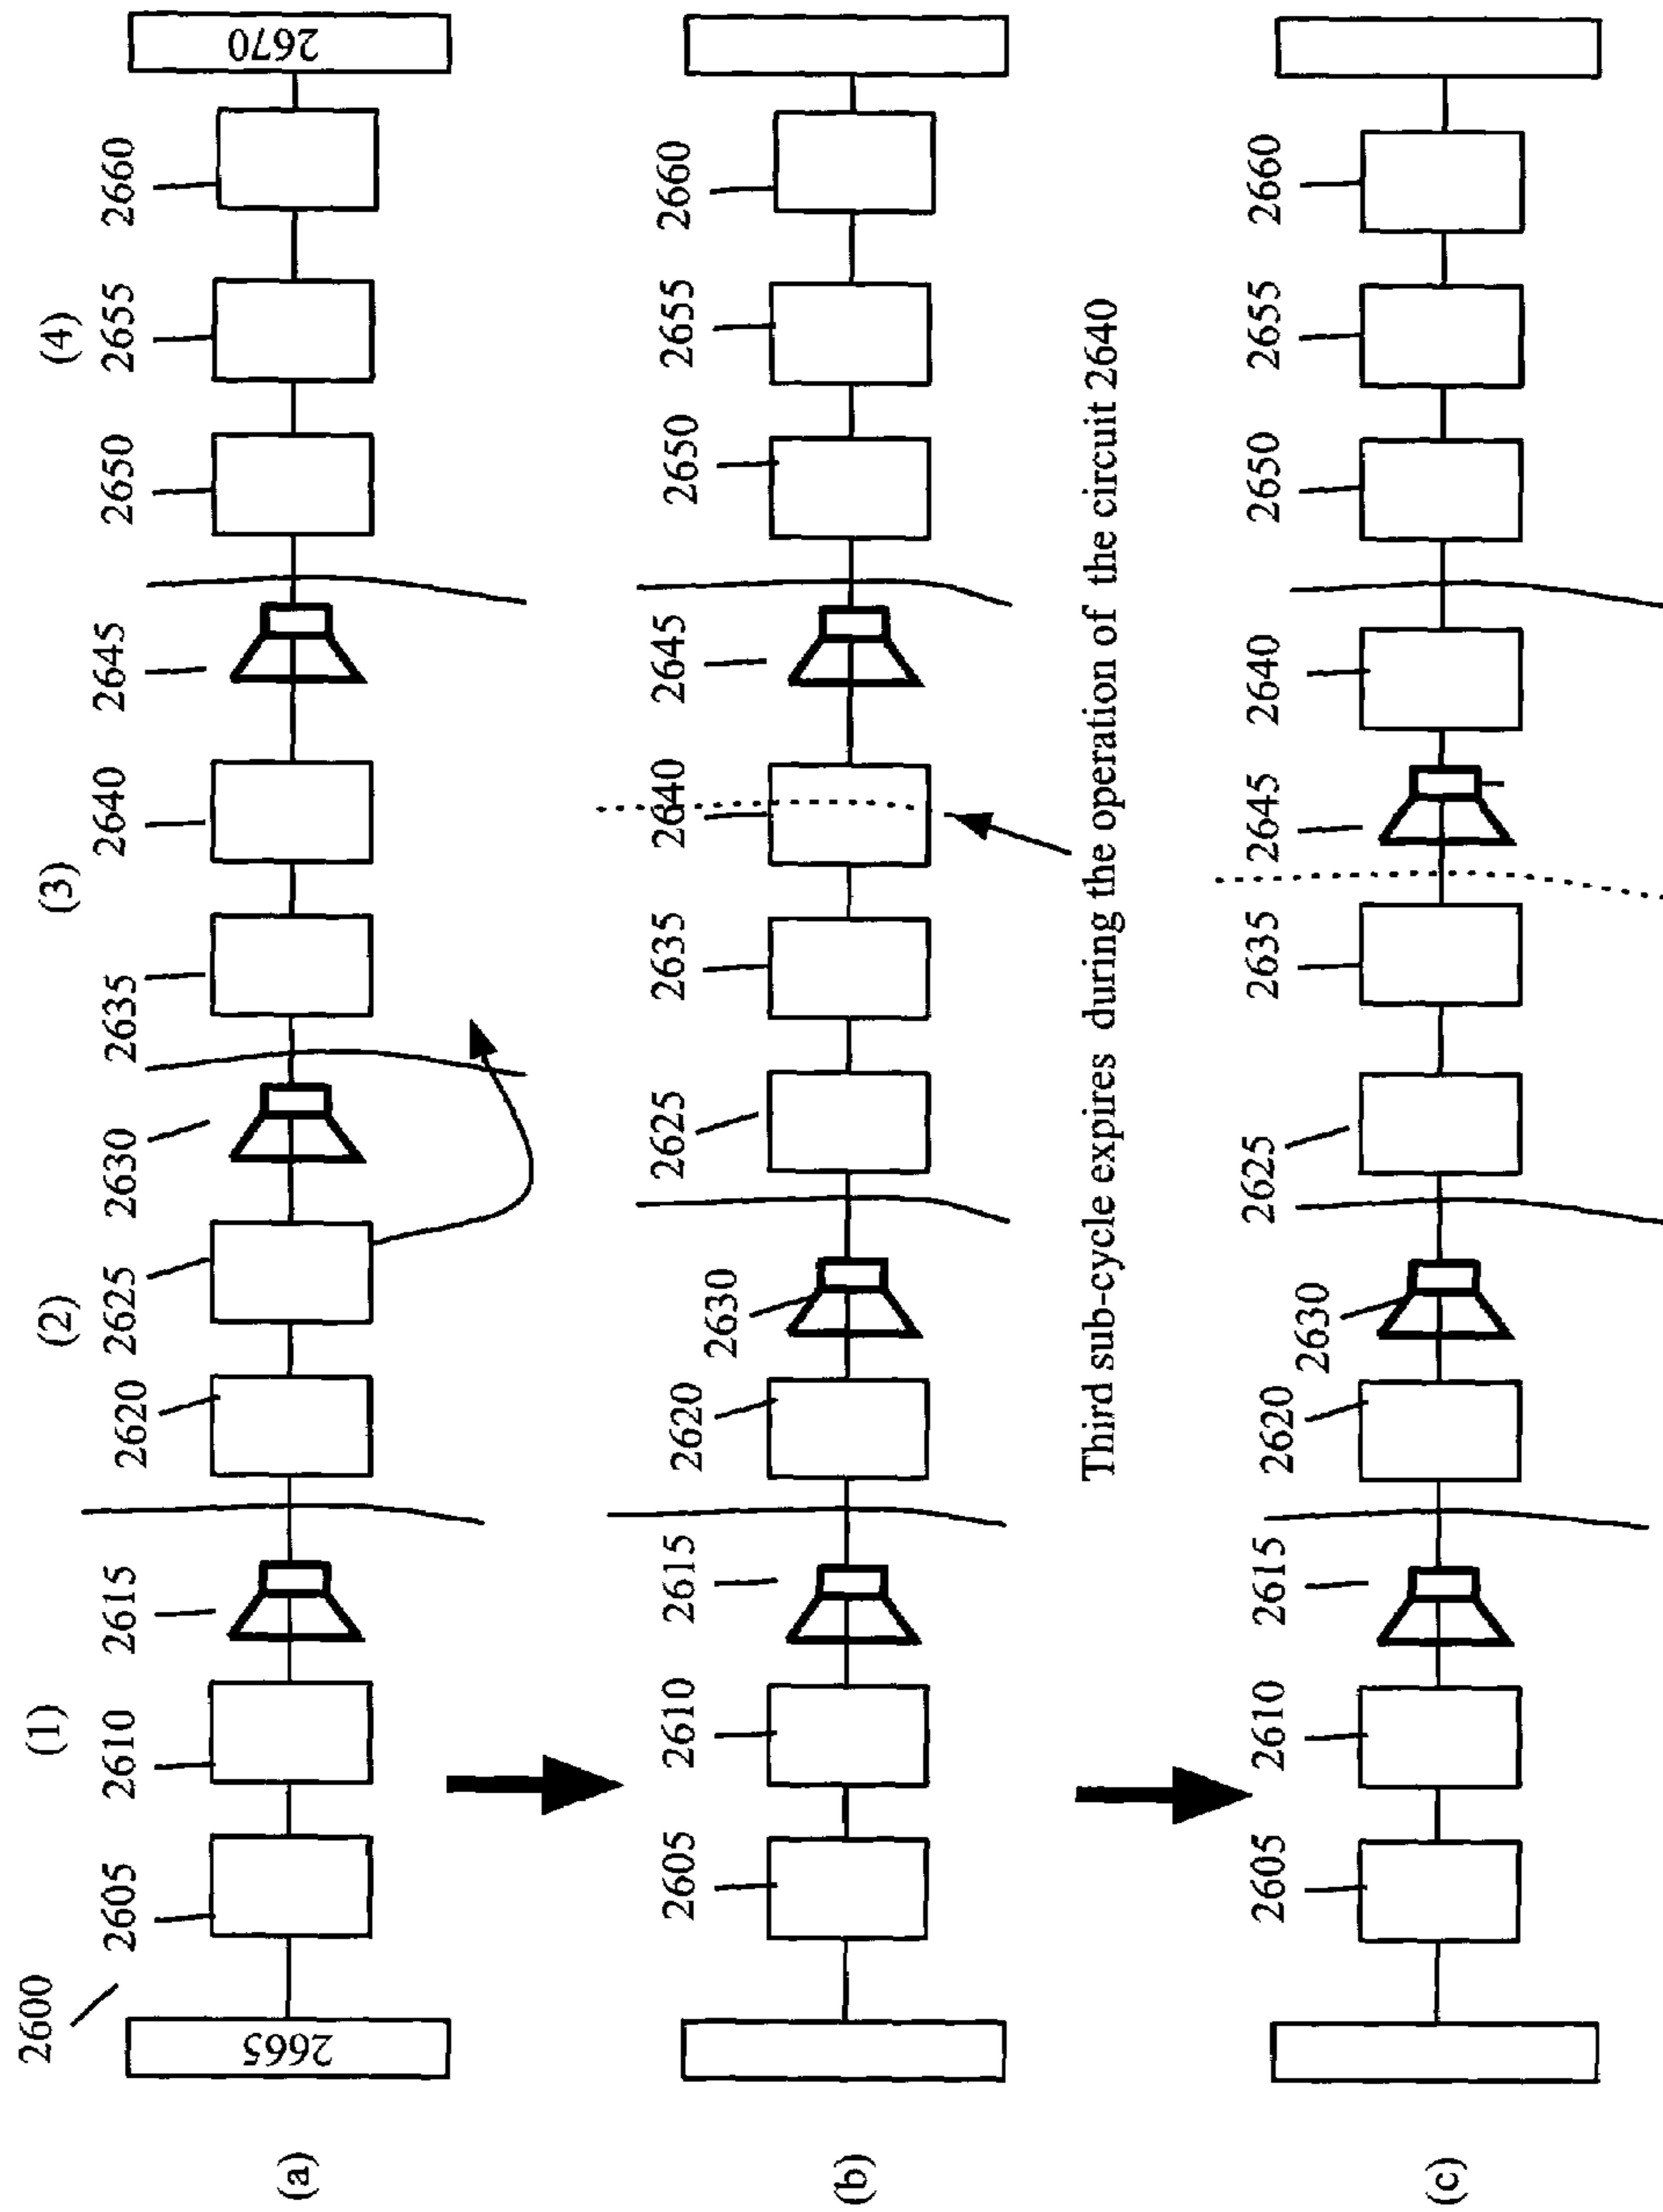 2600 (1) (2) (3) (4)
2605 2610 2615 2620 2625 2630 2635 2640 2645 2650 2655 2660
(a) 2665 2670
2605 2610 2615 2620 2630 2625 2635 2640 2645 2650 2655 2660
(b)
Third sub-cycle expires during the operation of the circuit 2640
2605 2610 2615 2620 2630 2625 2635 2645 2640 2650 2655 2660
(c)